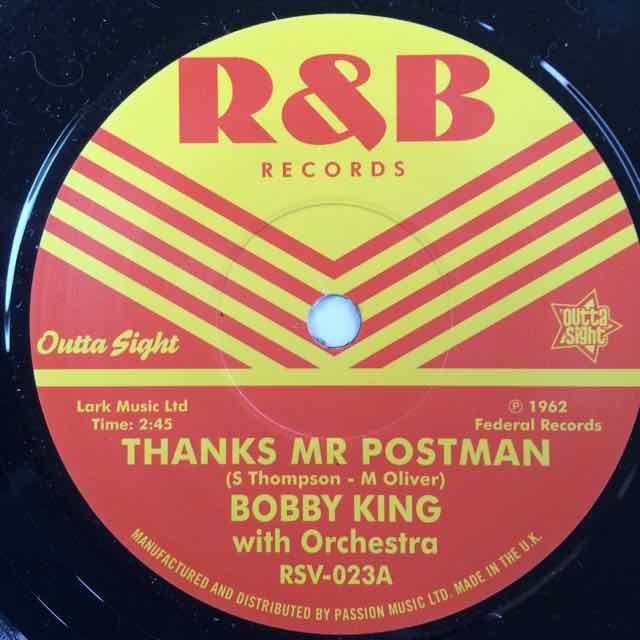 R&B
RECORDS
Outta Sight
outta sight
Lark Music Ltd
Time: 2:45
℗ 1962
Federal Records
THANKS MR POSTMAN
(S Thompson - M Oliver)
BOBBY KING
with Orchestra
RSV-023A
MANUFACTURED AND DISTRIBUTED BY PASSION MUSIC LTD. MADE IN THE U.K.